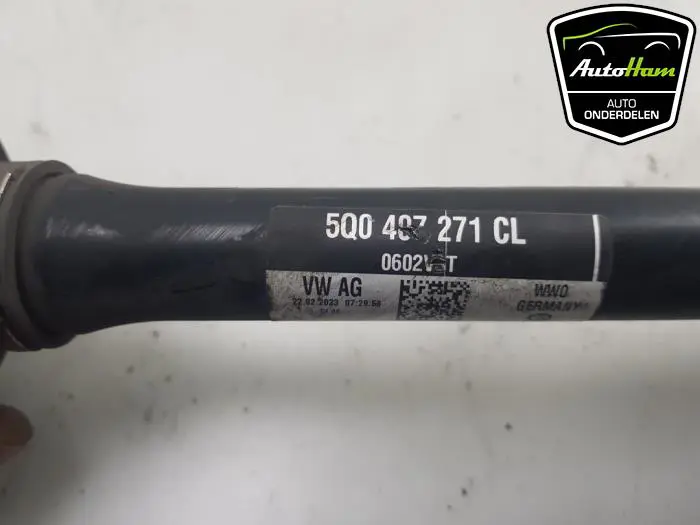 AutoHam
AUTO
ONDERDELEN
5Q0 407 271 CL
VW AG
22.02.2023 07:29:58
WWO
GERMANY